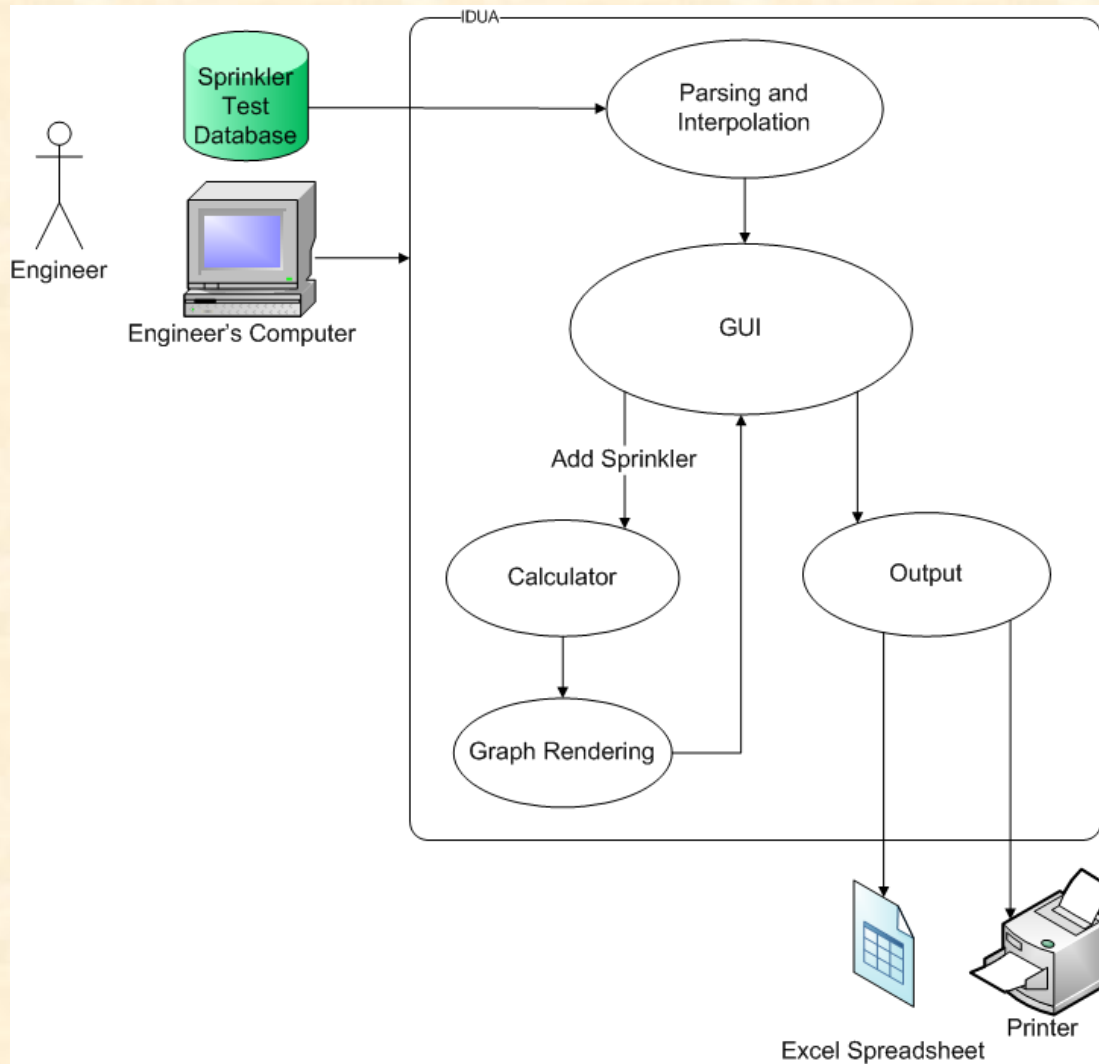 IDUA
Sprinkler
Test
Database
Parsing and
Interpolation
Engineer
Engineer's Computer
GUI
Add Sprinkler
Calculator
Output
Graph Rendering
Printer
Excel Spreadsheet